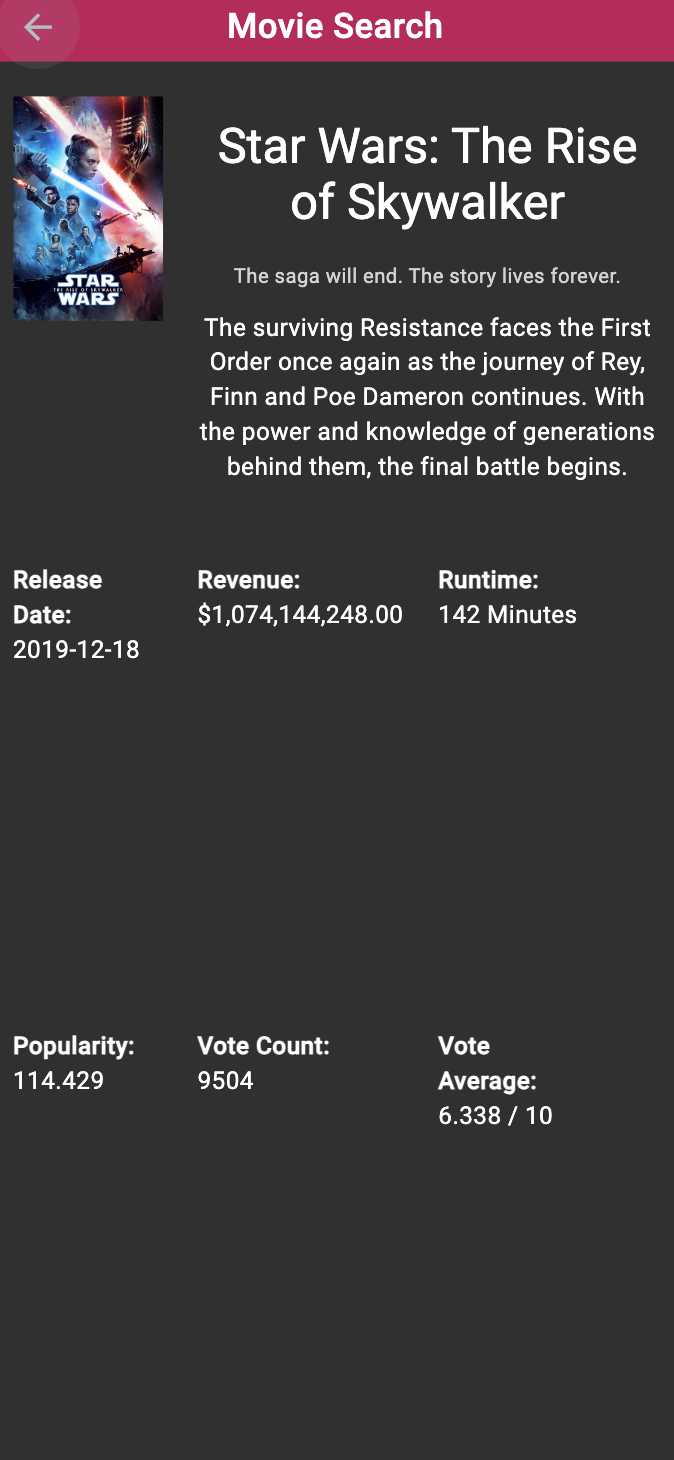 Movie Search
STAR
THE RISE OF SKYWALKER
WARS
Star Wars: The Rise
of Skywalker
The saga will end. The story lives forever.
The surviving Resistance faces the First
Order once again as the journey of Rey,
Finn and Poe Dameron continues. With
the power and knowledge of generations
behind them, the final battle begins.
Release
Date:
2019-12-18
Revenue:
$1,074,144,248.00
Runtime:
142 Minutes
Popularity:
114.429
Vote Count:
9504
Vote
Average:
6.338 / 10